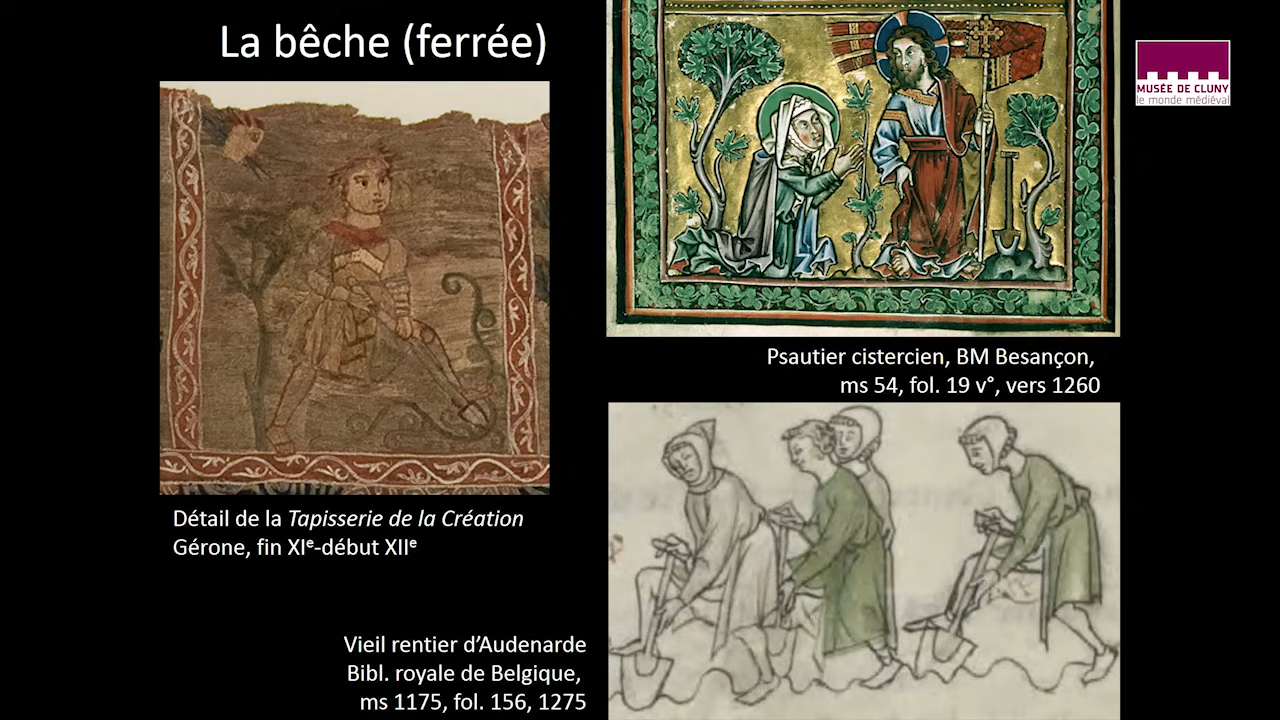 La bêche (ferrée)
MUSÉE DE CLUNY
le monde médiéval
Psautier cistercien, BM Besançon,
ms 54, fol. 19 v°, vers 1260
Détail de la Tapisserie de la Création
Gérone, fin XIᵉ-début XIIᵉ
Vieil rentier d’Audenarde
Bibl. royale de Belgique,
ms 1175, fol. 156, 1275